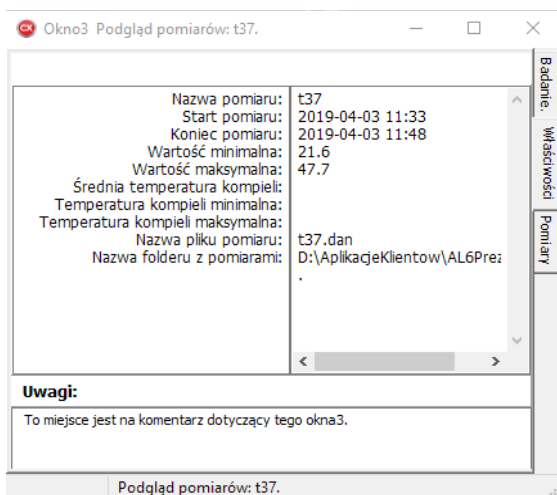 Okno3 Podgląd pomiarów: t37.
Nazwa pomiaru: t37
Start pomiaru: 2019-04-03 11:33
Koniec pomiaru: 2019-04-03 11:48
Wartość minimalna: 21.6
Wartość maksymalna: 47.7
Średnia temperatura kompieli:
Temperatura kompieli minimalna:
Temperatura kompieli maksymalna:
Nazwa pliku pomiaru: t37.dan
Nazwa folderu z pomiarami: D:\AplikacjeKlientow\AL6Prez
.
Badanie.
Właściwości
Pomiary
Uwagi:
To miejsce jest na komentarz dotyczący tego okna3.
Podgląd pomiarów: t37.